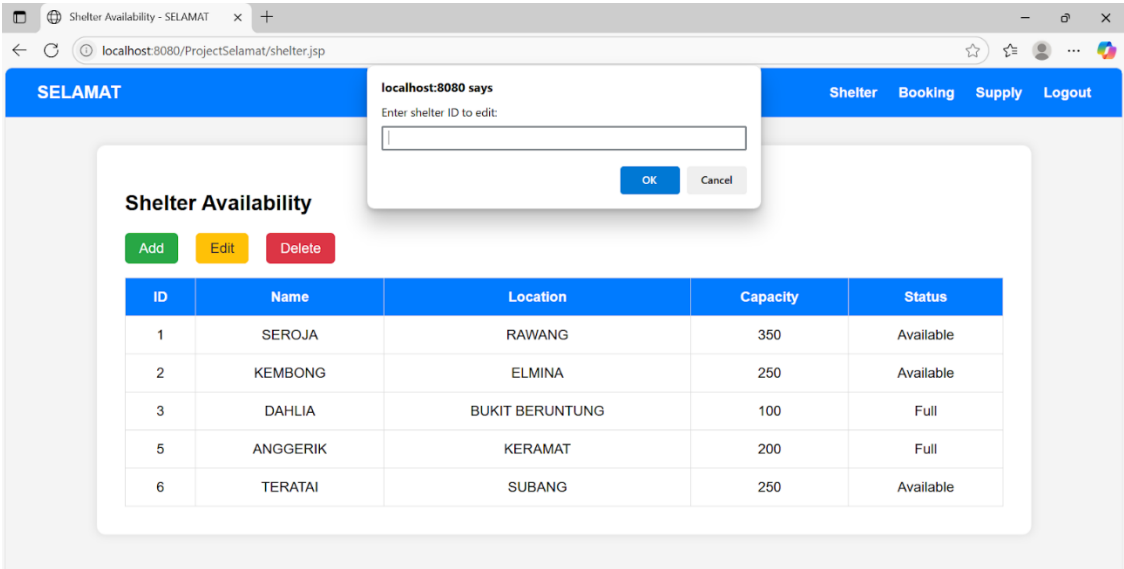 Shelter Availability - SELAMAT
localhost:8080/ProjectSelamat/shelter.jsp
SELAMAT
Shelter Booking Supply Logout
localhost:8080 says
Enter shelter ID to edit:
OK Cancel
Shelter Availability
Add Edit Delete
ID Name Location Capacity Status
1 SEROJA RAWANG 350 Available
2 KEMBONG ELMINA 250 Available
3 DAHLIA BUKIT BERUNTUNG 100 Full
5 ANGGERIK KERAMAT 200 Full
6 TERATAI SUBANG 250 Available